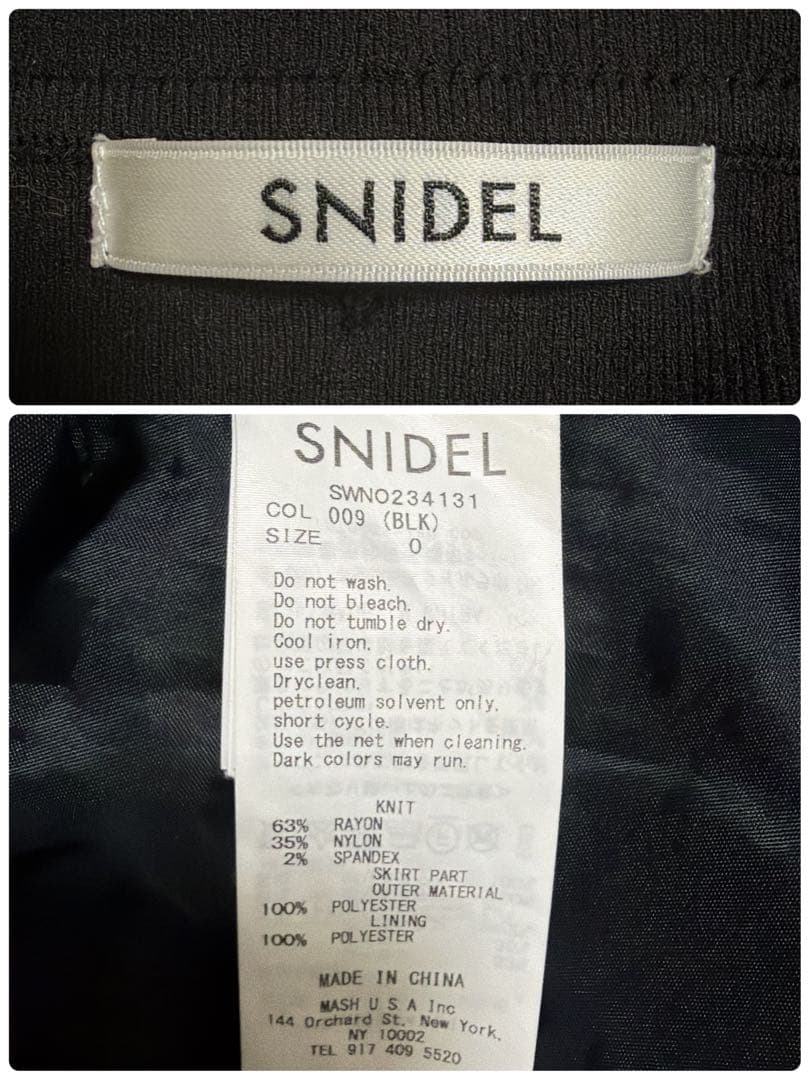 SNIDEL
SNIDEL
SWNO234131
COL 009 (BLK)
SIZE 0
Do not wash.
Do not bleach.
Do not tumble dry.
Cool iron.
use press cloth.
Dryclean.
petroleum solvent only.
short cycle.
Use the net when cleaning.
Dark colors may run.
KNIT
63% RAYON
35% NYLON
2% SPANDEX
SKIRT PART
OUTER MATERIAL
100% POLYESTER
LINING
100% POLYESTER
MADE IN CHINA
MASH U S A Inc
144 Orchard St. New York,
NY 10002
TEL 917 409 5520